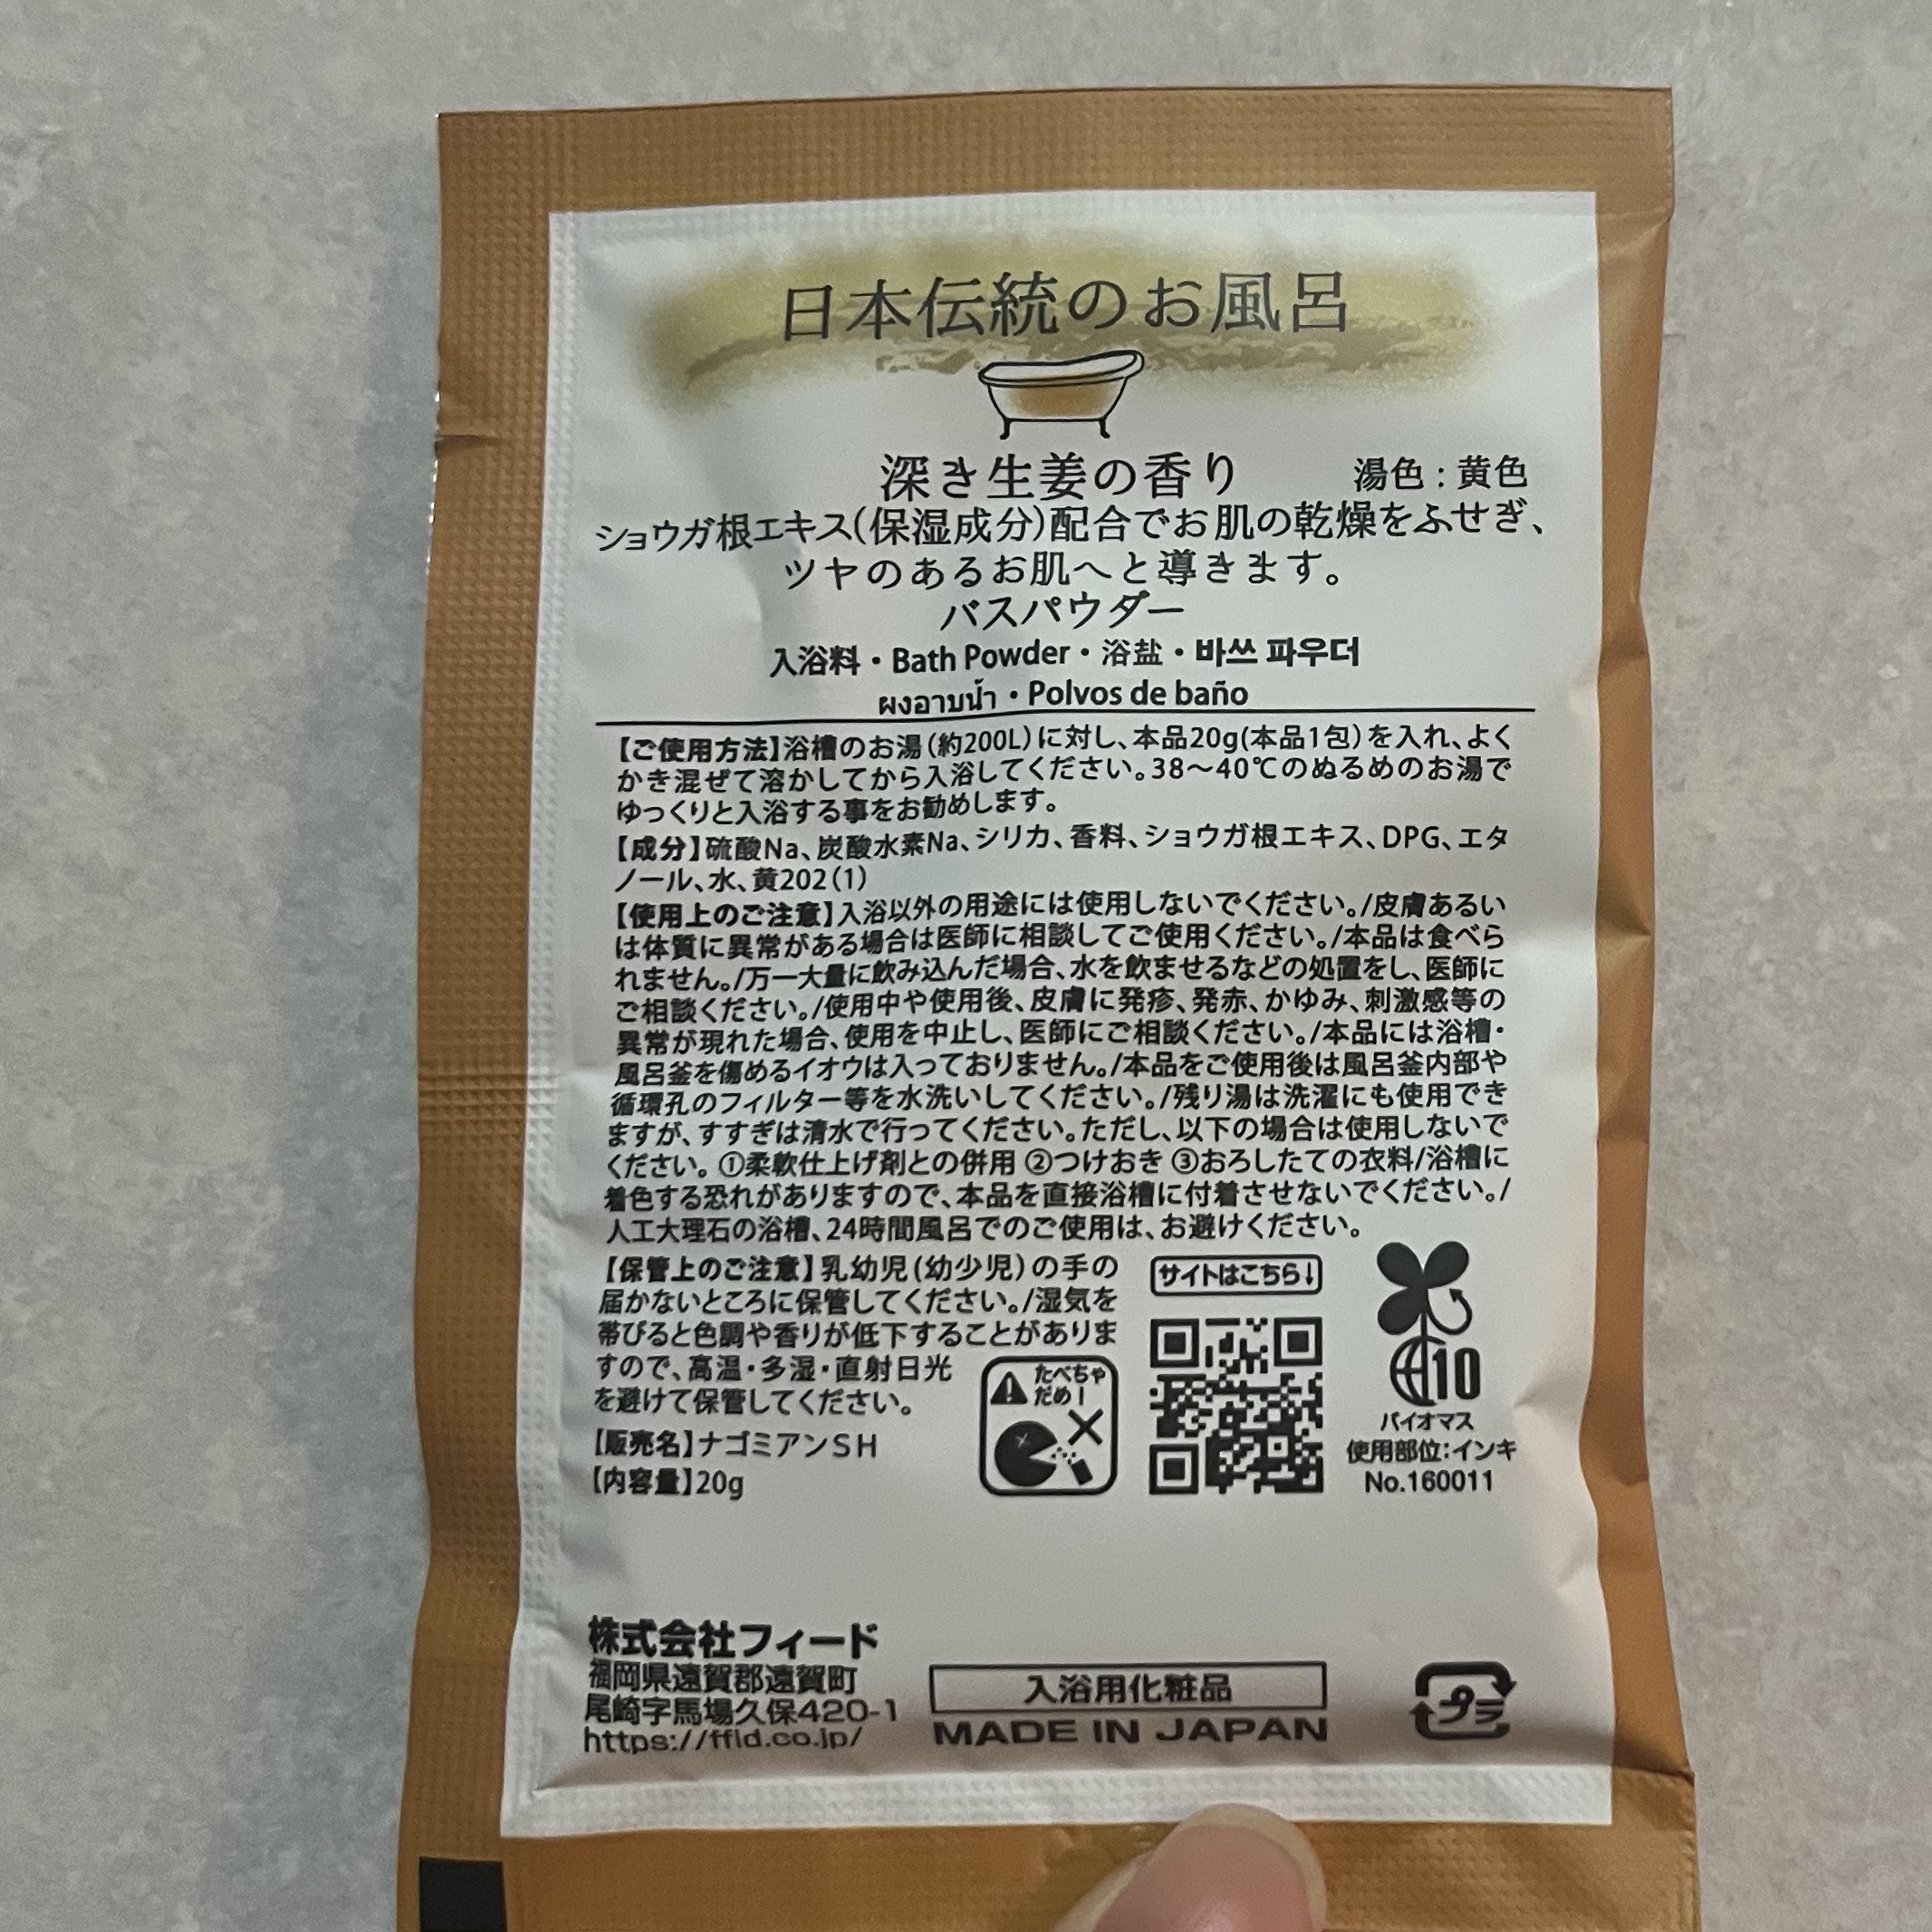 日本伝統のお風呂
深き生姜の香り 湯色：黄色
ショウガ根エキス(保湿成分)配合でお肌の乾燥をふせぎ、
ツヤのあるお肌へと導きます。
バスパウダー
入浴料・Bath Powder・浴盐・바쓰 파우더
ผงอาบน้ำ・Polvos de baño
【ご使用方法】浴槽のお湯(約200L)に対し、本品20g(本品1包)を入れ、よく
かき混ぜて溶かしてから入浴してください。38～40℃のぬるめのお湯で
ゆっくりと入浴する事をお勧めします。
【成分】硫酸Na、炭酸水素Na、シリカ、香料、ショウガ根エキス、DPG、エタ
ノール、水、黄202(1)
【使用上のご注意】入浴以外の用途には使用しないでください。/皮膚あるい
は体質に異常がある場合は医師に相談してご使用ください。/本品は食べら
れません。/万一大量に飲み込んだ場合、水を飲ませるなどの処置をし、医師に
ご相談ください。/使用中や使用後、皮膚に発疹、発赤、かゆみ、刺激感等の
異常が現れた場合、使用を中止し、医師にご相談ください。/本品には浴槽・
風呂釜を傷めるイオウは入っておりません。/本品をご使用後は風呂釜内部や
循環孔のフィルター等を水洗いしてください。/残り湯は洗濯にも使用でき
ますが、すすぎは清水で行ってください。ただし、以下の場合は使用しないで
ください。①柔軟仕上げ剤との併用 ②つけおき ③おろしたての衣料/浴槽に
着色する恐れがありますので、本品を直接浴槽に付着させないでください。/
人工大理石の浴槽、24時間風呂でのご使用は、お避けください。
【保管上のご注意】乳幼児(幼少児)の手の
届かないところに保管してください。/湿気を
帯びると色調や香りが低下することがありま
すので、高温・多湿・直射日光
を避けて保管してください。
【販売名】ナゴミアンSH
【内容量】20g
たべちゃ
だめー
サイトはこちら↓
10
バイオマス
使用部位：インキ
No.160011
株式会社フィード
福岡県遠賀郡遠賀町
尾崎字馬場久保420-1
https://ffid.co.jp/
入浴用化粧品
MADE IN JAPAN
プラ